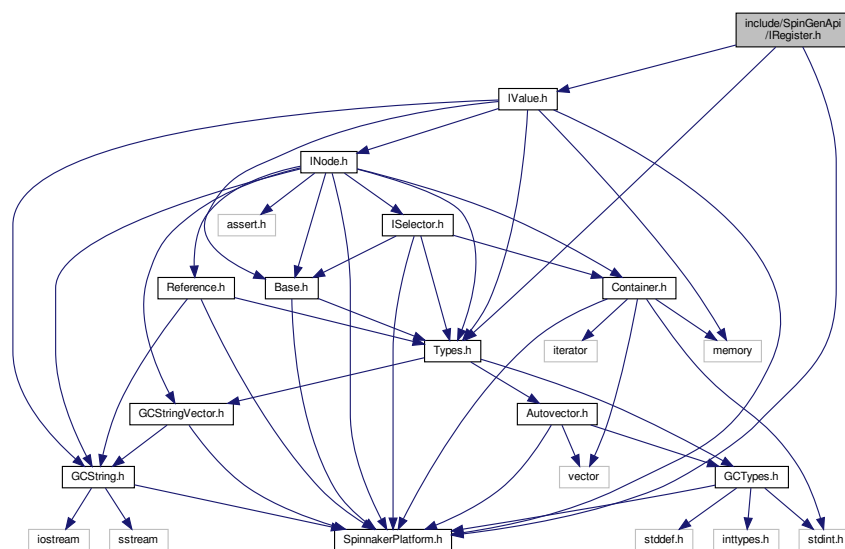 include/SpinGenApi
/IRegister.h
IValue.h
INode.h
assert.h
ISelector.h
Reference.h
Base.h
Container.h
Types.h
iterator
memory
GCStringVector.h
Autovector.h
GCString.h
vector
GCTypes.h
iostream
sstream
SpinnakerPlatform.h
stddef.h
inttypes.h
stdint.h